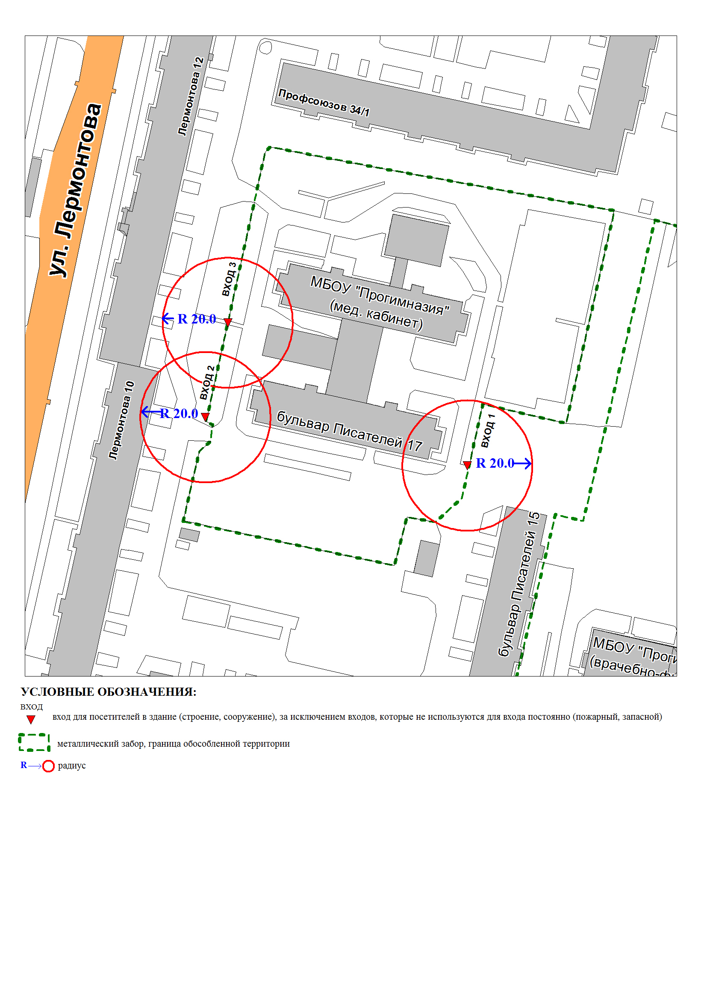 Лермонтова 12
Профсоюзов 34/1
ул. Лермонтова
ВХОД 3
МБОУ "Прогимназия"
(мед. кабинет)
R 20.0
ВХОД 2
R 20.0
Лермонтова 10
бульвар Писателей 17
ВХОД 1
R 20.0
бульвар Писателей 15
МБОУ "Проги
(врачебно-ф
УСЛОВНЫЕ ОБОЗНАЧЕНИЯ:
ВХОД
вход для посетителей в здание (строение, сооружение), за исключением входов, которые не используются для входа постоянно (пожарный, запасной)
металлический забор, граница обособленной территории
R
радиус